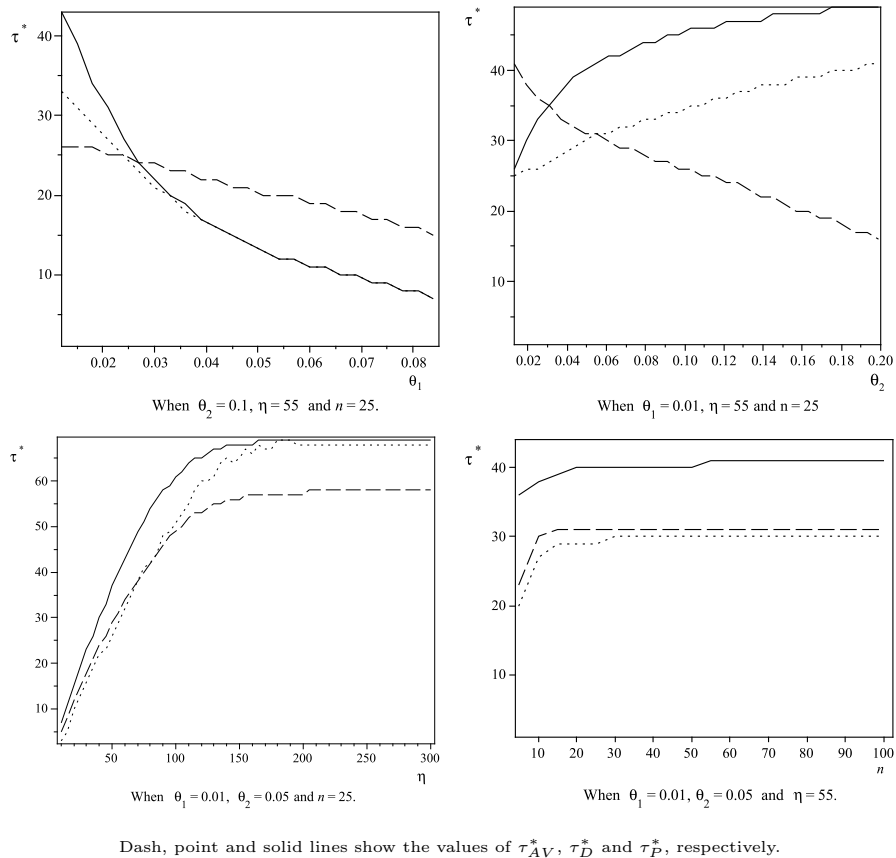 τ*
40
30
20
10
0.02 0.03 0.04 0.05 0.06 0.07 0.08
θ1
When θ2 = 0.1, η = 55 and n = 25.
τ*
40
30
20
10
0.02 0.04 0.06 0.08 0.10 0.12 0.14 0.16 0.18 0.20
θ2
When θ1 = 0.01, η = 55 and n = 25
τ*
60
50
40
30
20
10
50 100 150 200 250 300
η
When θ1 = 0.01, θ2 = 0.05 and n = 25.
τ*
40
30
20
10
10 20 30 40 50 60 70 80 90 100
n
When θ1 = 0.01, θ2 = 0.05 and η = 55.
Dash, point and solid lines show the values of τ*AV, τ*D and τ*P, respectively.